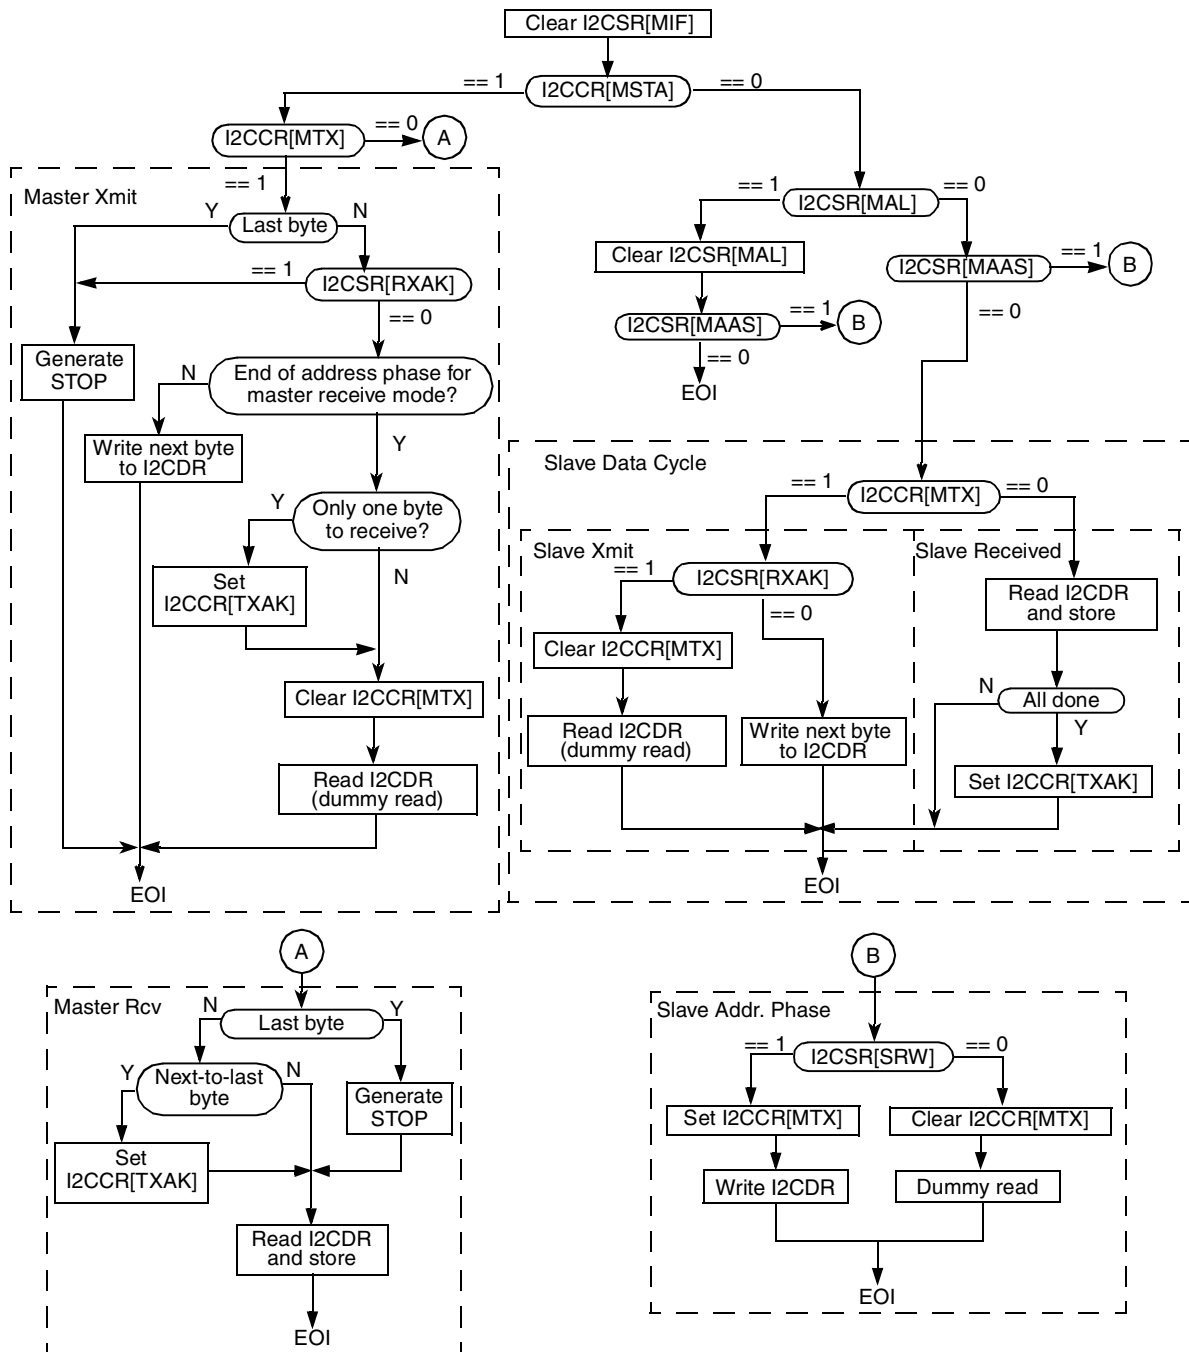 Clear I2CSR[MIF]
== 1
I2CCR[MSTA]
== 0
I2CCR[MTX]
== 0
A
== 1
Master Xmit
Y
Last byte
N
== 1
I2CSR[RXAK]
== 0
Generate
STOP
N
End of address phase for
master receive mode?
Write next byte
to I2CDR
Y
Y
Only one byte
to receive?
Set
I2CCR[TXAK]
N
Clear I2CCR[MTX]
Read I2CDR
(dummy read)
EOI
== 1
I2CSR[MAL]
== 0
Clear I2CSR[MAL]
I2CSR[MAAS]
== 1
B
== 0
EOI
I2CSR[MAAS]
== 1
B
== 0
Slave Data Cycle
== 1
I2CCR[MTX]
== 0
Slave Xmit
== 1
I2CSR[RXAK]
== 0
Clear I2CCR[MTX]
Read I2CDR
(dummy read)
Write next byte
to I2CDR
Slave Received
Read I2CDR
and store
N
All done
Y
Set I2CCR[TXAK]
EOI
A
Master Rcv
N
Last byte
Y
Y
Next-to-last
byte
N
Generate
STOP
Set
I2CCR[TXAK]
Read I2CDR
and store
EOI
B
Slave Addr. Phase
== 1
I2CSR[SRW]
== 0
Set I2CCR[MTX]
Clear I2CCR[MTX]
Write I2CDR
Dummy read
EOI